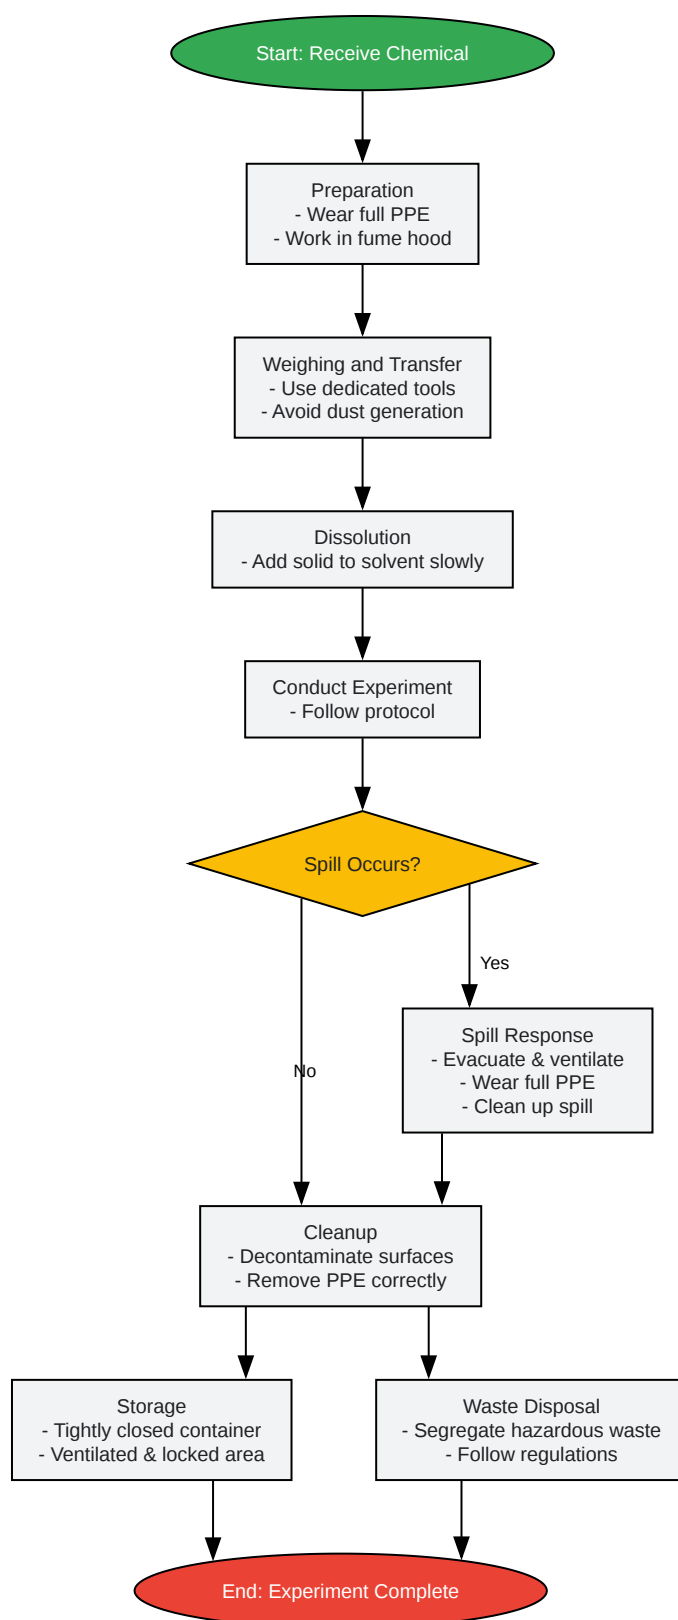 Start: Receive Chemical
Preparation
- Wear full PPE
- Work in fume hood
Weighing and Transfer
- Use dedicated tools
- Avoid dust generation
Dissolution
- Add solid to solvent slowly
Conduct Experiment
- Follow protocol
Spill Occurs?
Yes
Spill Response
- Evacuate & ventilate
- Wear full PPE
- Clean up spill
No
Cleanup
- Decontaminate surfaces
- Remove PPE correctly
Storage
- Tightly closed container
- Ventilated & locked area
Waste Disposal
- Segregate hazardous waste
- Follow regulations
End: Experiment Complete